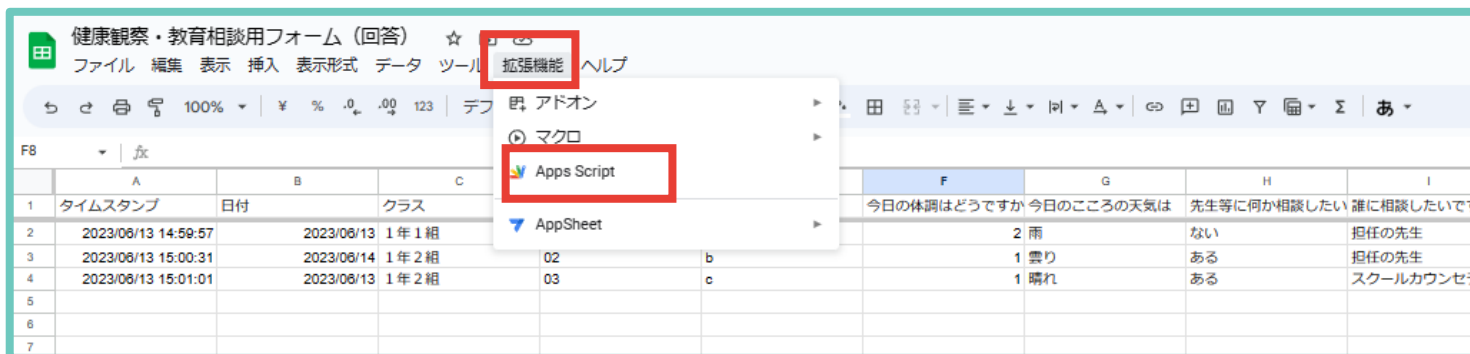 健康観察・教育相談用フォーム（回答）
ファイル 編集 表示 挿入 表示形式 データ ツール 拡張機能 ヘルプ
100% ¥ % .0 .00 123 デフ あ
アドオン
マクロ
Apps Script
AppSheet
F8 fx
A B C F G H I
1 タイムスタンプ 日付 クラス 今日の体調はどうですか 今日のこころの天気は 先生等に何か相談したい 誰に相談したいで
2 2023/06/13 14:59:57 2023/06/13 １年１組 2 雨 ない 担任の先生
3 2023/06/13 15:00:31 2023/06/14 １年２組 02 b 1 雲り ある 担任の先生
4 2023/06/13 15:01:01 2023/06/13 １年２組 03 c 1 晴れ ある スクールカウンセ
5
6
7